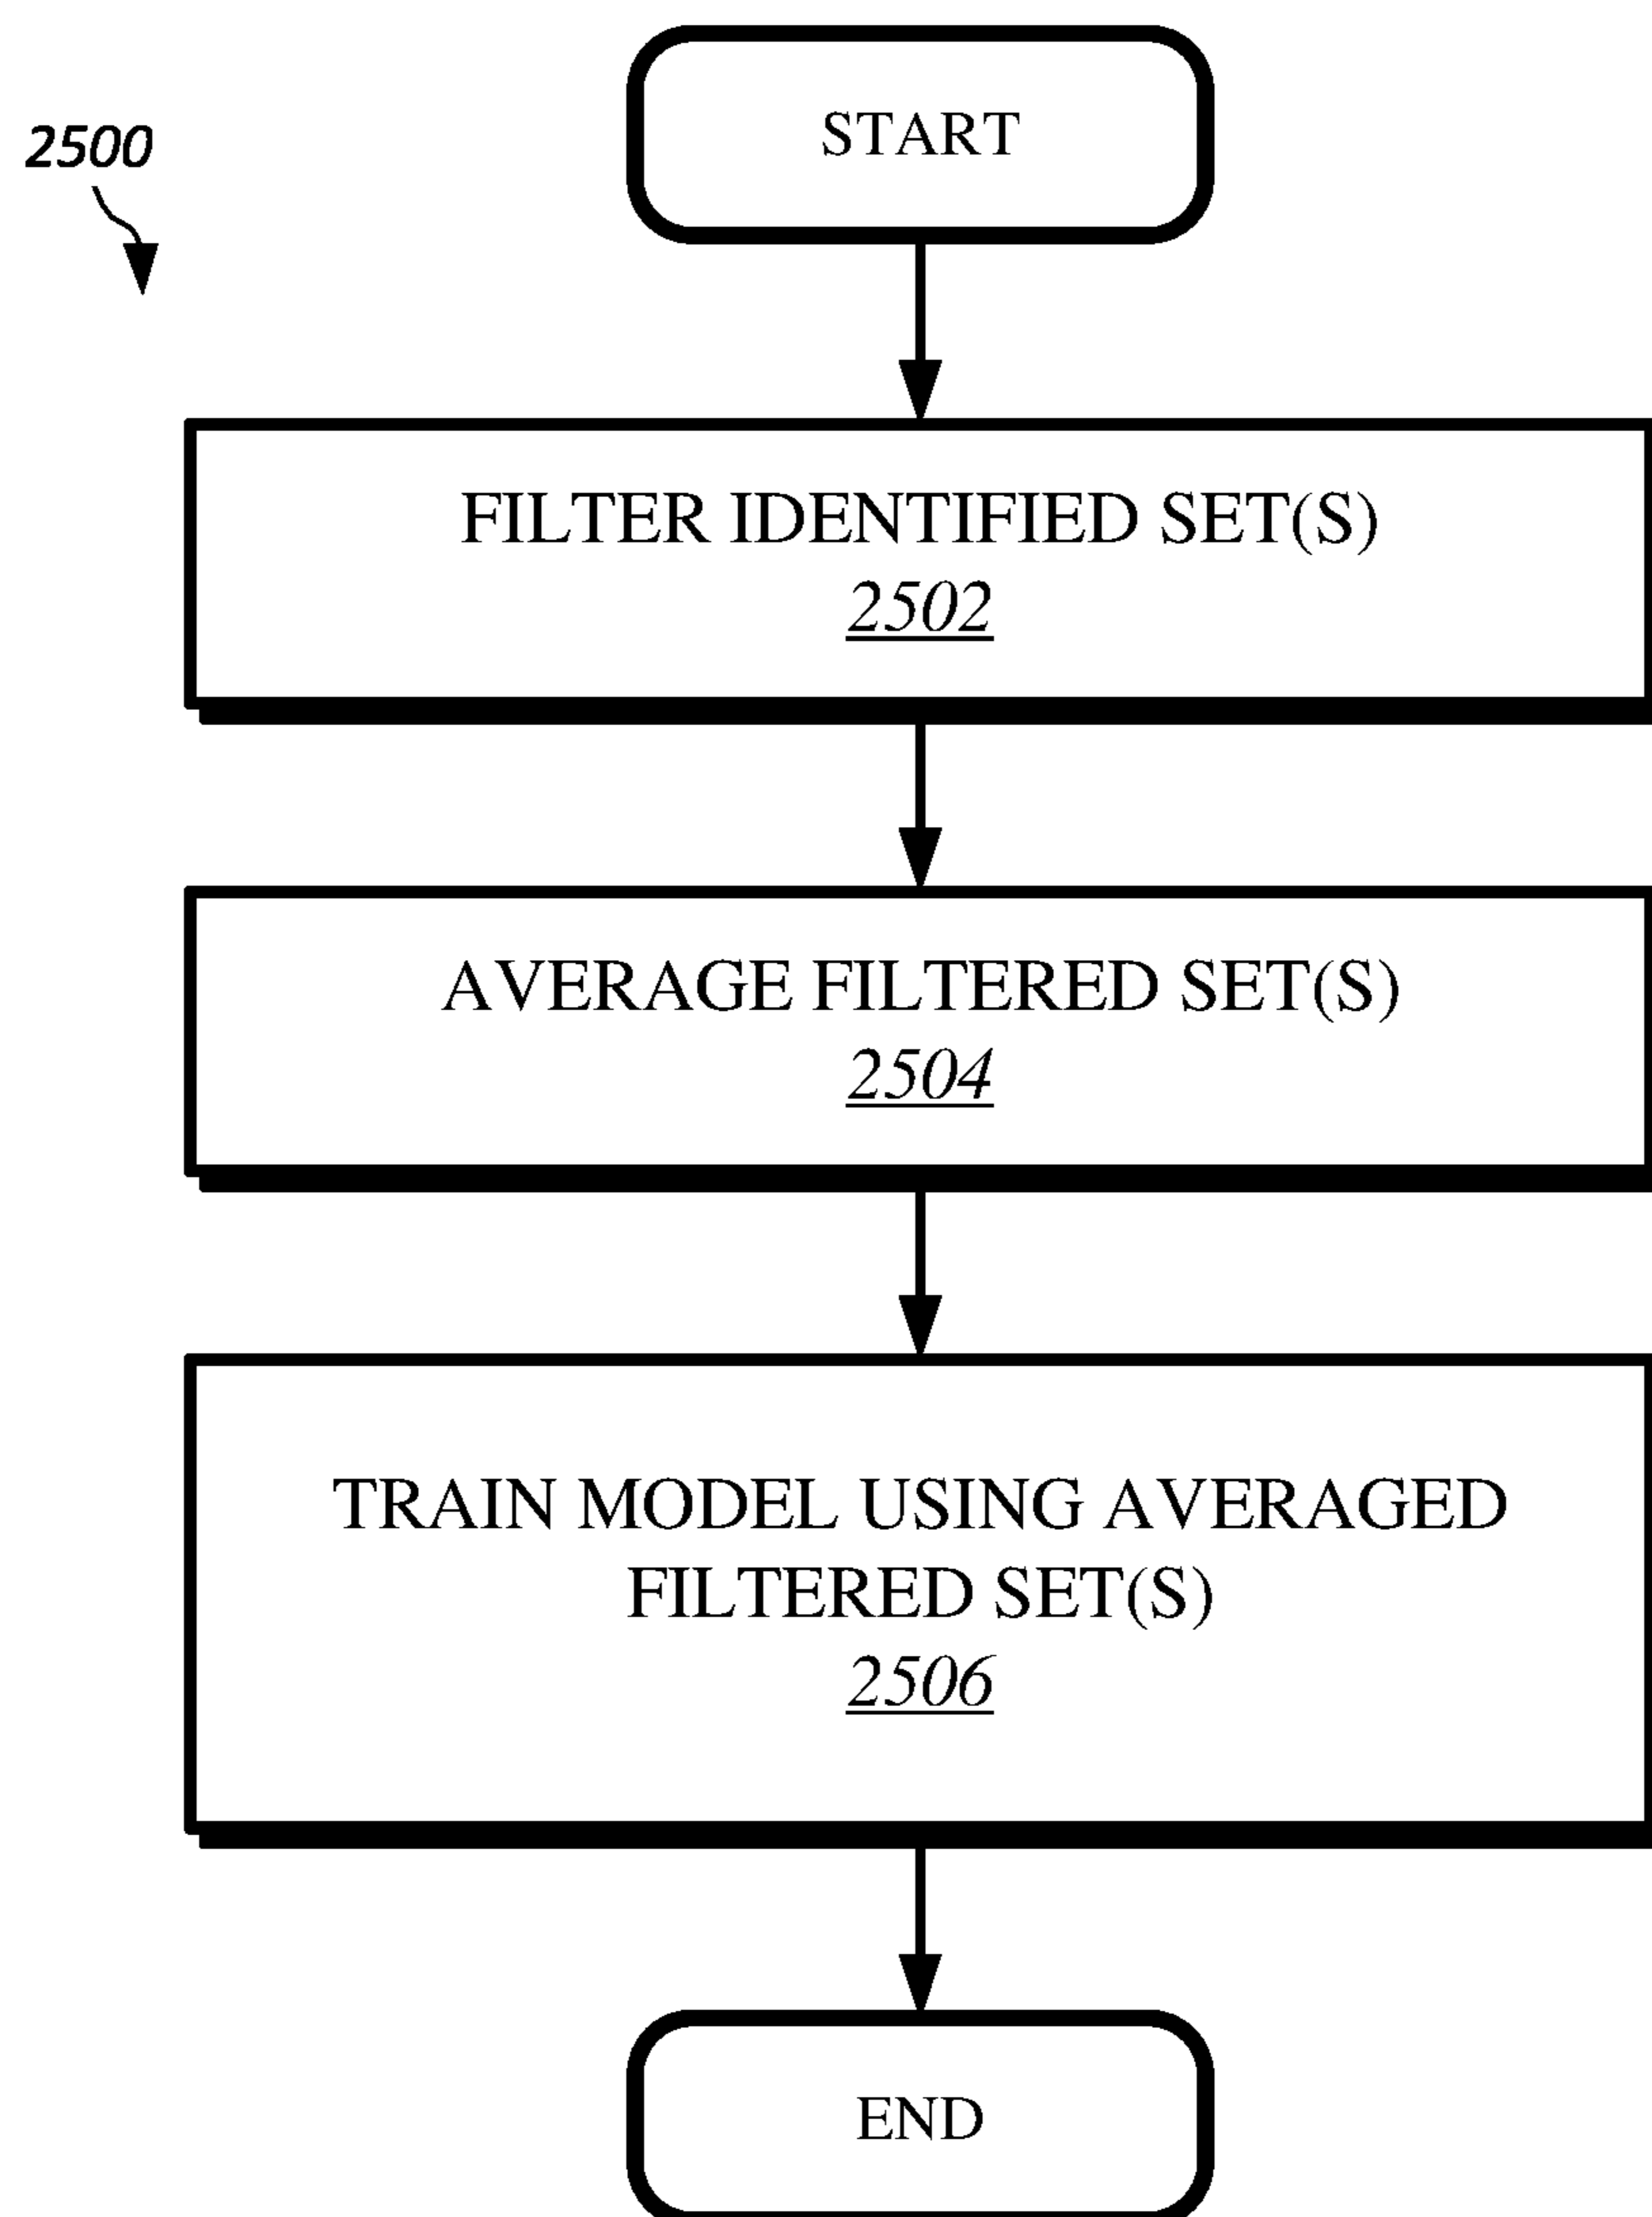 2500
START
FILTER IDENTIFIED SET(S)
2502
AVERAGE FILTERED SET(S)
2504
TRAIN MODEL USING AVERAGED
FILTERED SET(S)
2506
END